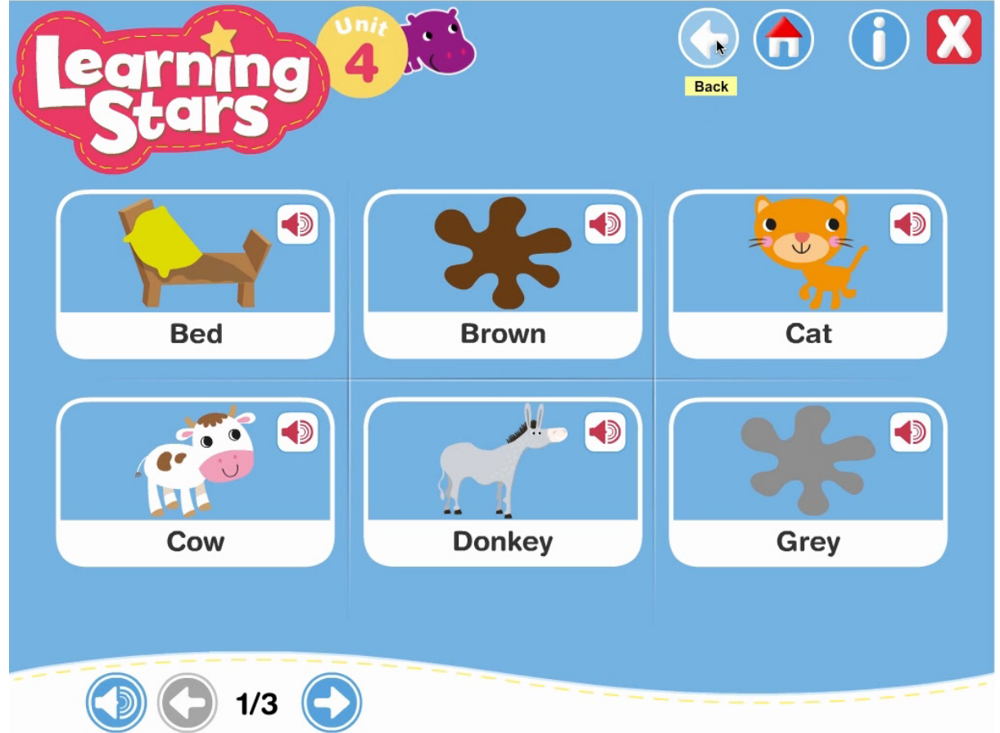 Learning
Stars
Unit
4
Back
i
X
Bed
Brown
Cat
Cow
Donkey
Grey
1/3